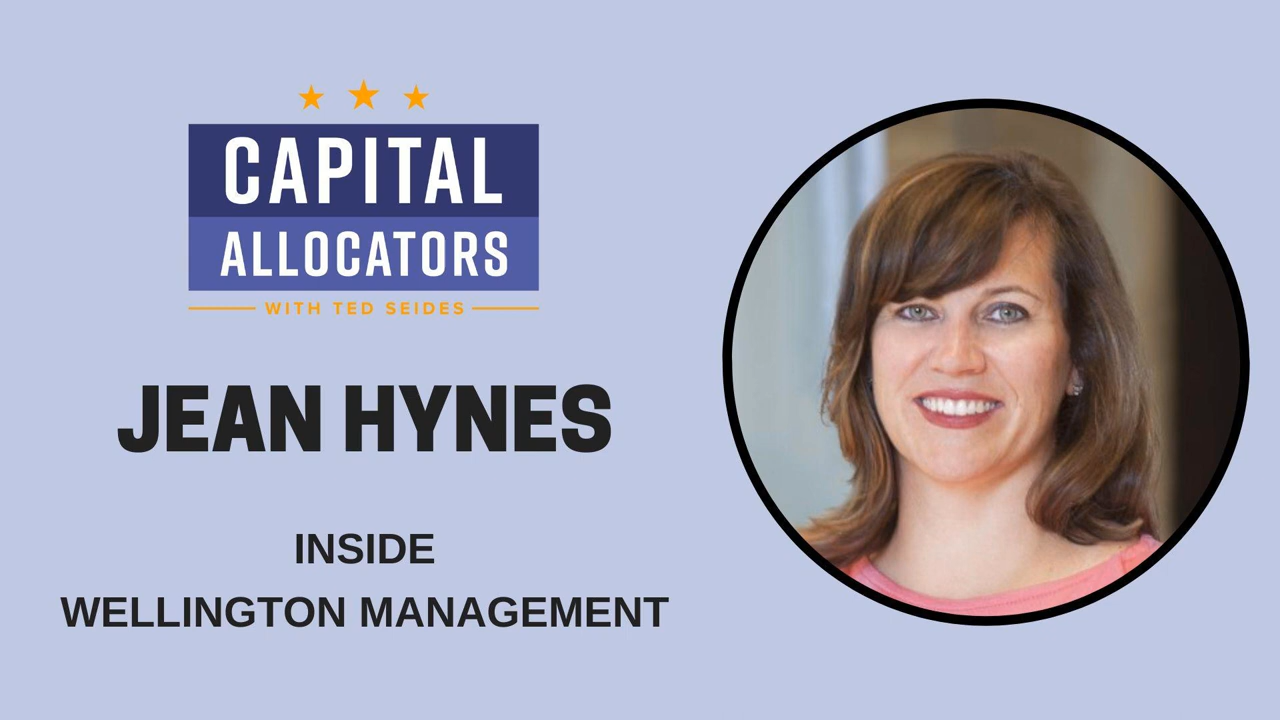 CAPITAL
ALLOCATORS
WITH TED SEIDES
JEAN HYNES
INSIDE
WELLINGTON MANAGEMENT